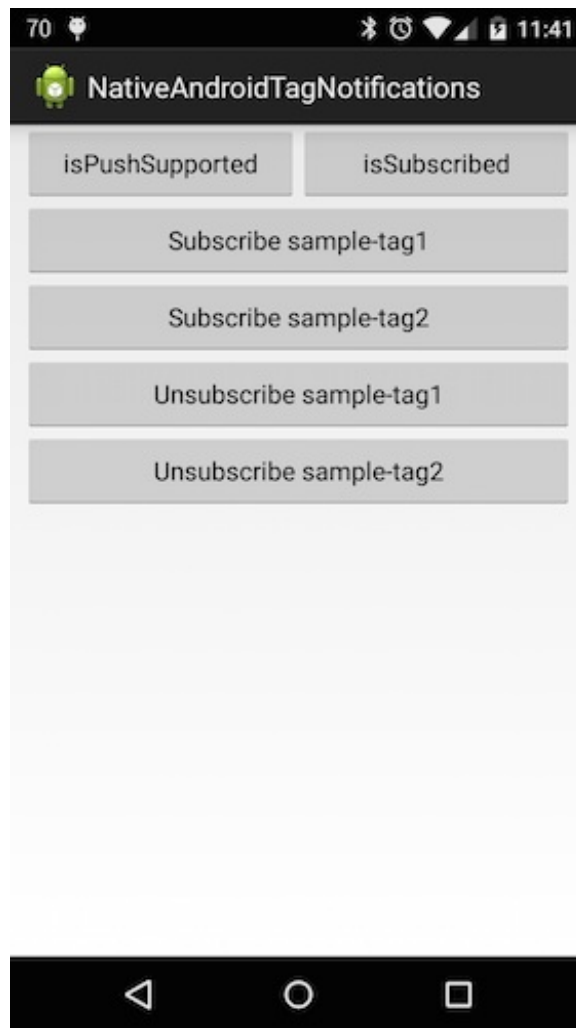 70 11:41
NativeAndroidTagNotifications
isPushSupported isSubscribed
Subscribe sample-tag1
Subscribe sample-tag2
Unsubscribe sample-tag1
Unsubscribe sample-tag2